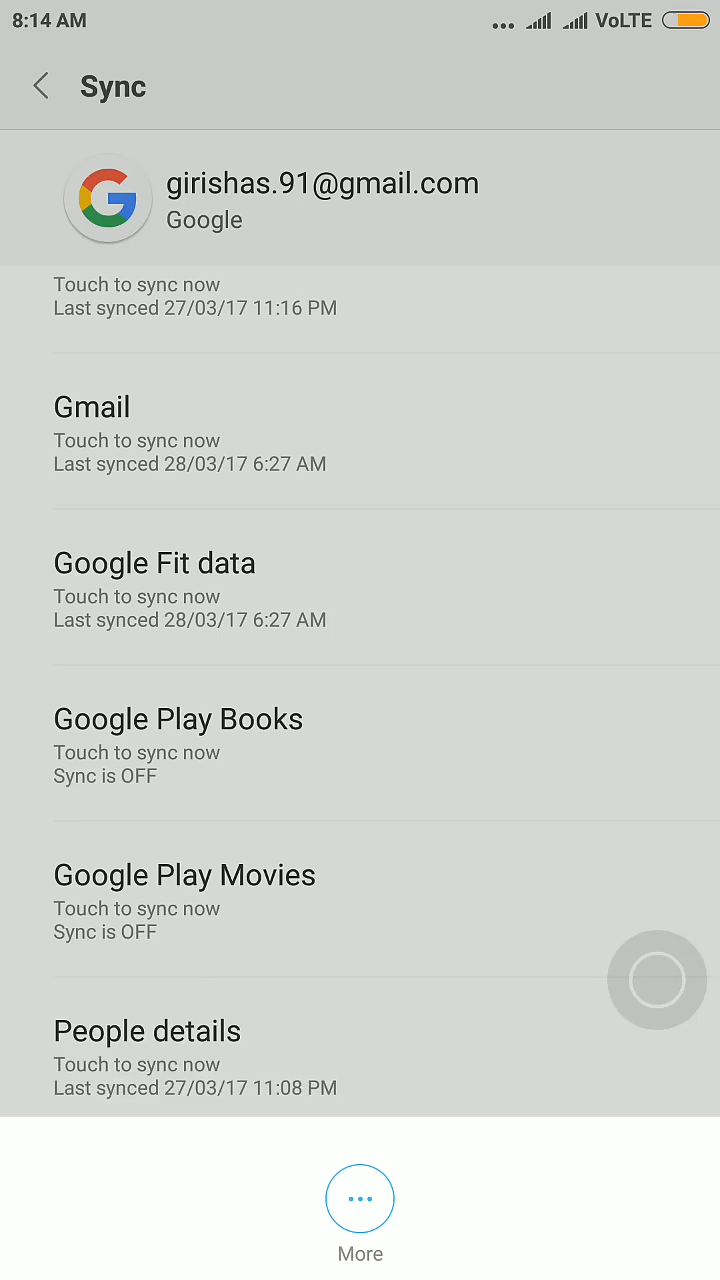 8:14 AM
... VoLTE
Sync
girishas.91@gmail.com
Google
Touch to sync now
Last synced 27/03/17 11:16 PM
Gmail
Touch to sync now
Last synced 28/03/17 6:27 AM
Google Fit data
Touch to sync now
Last synced 28/03/17 6:27 AM
Google Play Books
Touch to sync now
Sync is OFF
Google Play Movies
Touch to sync now
Sync is OFF
People details
Touch to sync now
Last synced 27/03/17 11:08 PM
More